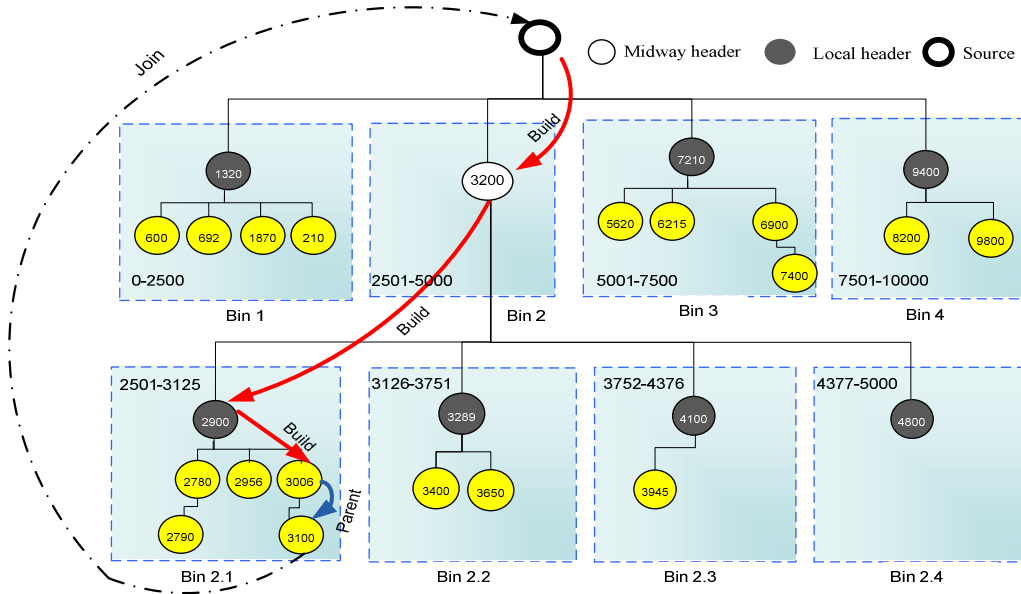 Join
Midway header
Local header
Source
Build
1320
600
692
1870
210
0-2500
Bin 1
3200
2501-5000
Bin 2
7210
5620
6215
6900
7400
5001-7500
Bin 3
9400
8200
9800
7501-10000
Bin 4
Build
2501-3125
2900
Build
2780
2956
3006
2790
3100
Parent
Bin 2.1
3126-3751
3289
3400
3650
Bin 2.2
3752-4376
4100
3945
Bin 2.3
4377-5000
4800
Bin 2.4